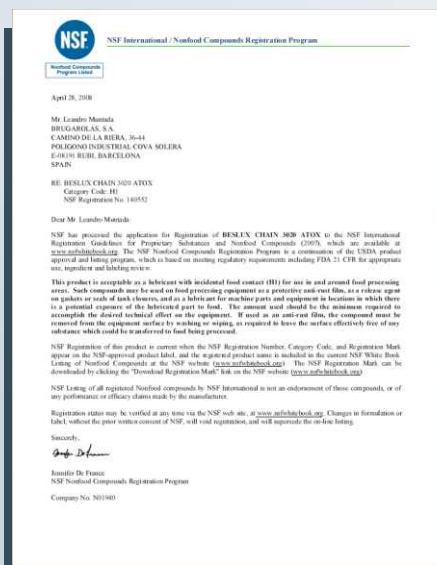 NSF
NSF International / Nonfood Compounds Registration Program
Nonfood Compounds
Program Listed
April 28, 2008
Mr. Leandro Muntada
BRUGAROLAS, S.A.
CAMINO DE LA RIERA, 36-44
POLIGONO INDUSTRIAL COVA SOLERA
E-08191 RUBI, BARCELONA
SPAIN
RE: BESLUX CHAIN 3020 ATOX
Category Code: H1
NSF Registration No. 140552
Dear Mr. Leandro Muntada
NSF has processed the application for Registration of BESLUX CHAIN 3020 ATOX to the NSF International
Registration Guidelines for Proprietary Substances and Nonfood Compounds (2007), which are available at
www.nsfwhitebook.org. The NSF Nonfood Compounds Registration Program is a continuation of the USDA product
approval and listing program, which is based on meeting regulatory requirements including FDA 21 CFR for appropriate
use, ingredient and labeling review.
This product is acceptable as a lubricant with incidental food contact (H1) for use in and around food processing
areas. Such compounds may be used on food processing equipment as a protective anti-rust film, as a release agent
on gaskets or seals of tank closures, and as a lubricant for machine parts and equipment in locations in which there
is a potential exposure of the lubricated part to food. The amount used should be the minimum required to
accomplish the desired technical effect on the equipment. If used as an anti-rust film, the compound must be
removed from the equipment surface by washing or wiping, as required to leave the surface effectively free of any
substance which could be transferred to food being processed.
NSF Registration of this product is current when the NSF Registration Number, Category Code, and Registration Mark
appear on the NSF-approved product label, and the registered product name is included in the current NSF White Book
Listing of Nonfood Compounds at the NSF website (www.nsfwhitebook.org). The NSF Registration Mark can be
downloaded by clicking the "Download Registration Mark" link on the NSF website (www.nsfwhitebook.org).
NSF Listing of all registered Nonfood compounds by NSF International is not an endorsement of those compounds, or of
any performance or efficacy claims made by the manufacturer.
Registration status may be verified at any time via the NSF web site, at www.nsfwhitebook.org. Changes in formulation or
label, without the prior written consent of NSF, will void registration, and will supersede the on-line listing.
Sincerely,
Jennifer De France
NSF Nonfood Compounds Registration Program
Company No. N01940